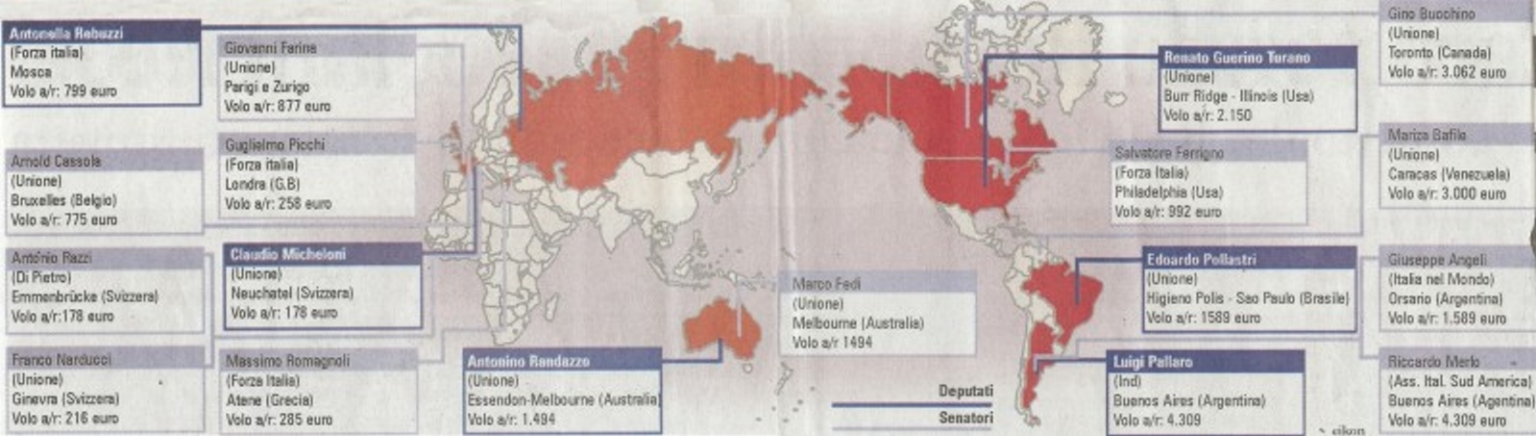 Antonella Rebuzzi
(Forza italia)
Mosca
Volo a/r: 799 euro
Giovanni Farina
(Unione)
Parigi e Zurigo
Volo a/r: 877 euro
Arnold Cassola
(Unione)
Bruxelles (Belgio)
Volo a/r: 775 euro
Guglielmo Picchi
(Forza italia)
Londra (G.B)
Volo a/r: 258 euro
Antonio Razzi
(Di Pietro)
Emmenbrücke (Svizzera)
Volo a/r:178 euro
Claudio Micheloni
(Unione)
Neuchatel (Svizzera)
Volo a/r: 178 euro
Franco Narducci
(Unione)
Ginevra (Svizzera)
Volo a/r: 216 euro
Massimo Romagnoli
(Forza Italia)
Atene (Grecia)
Volo a/r: 285 euro
Antonino Randazzo
(Unione)
Essendon-Melbourne (Australia)
Volo a/r: 1.494
Marco Fedi
(Unione)
Melbourne (Australia)
Volo a/r 1494
Deputati
Senatori
Renato Guerino Turano
(Unione)
Burr Ridge - Illinois (Usa)
Volo a/r: 2.150
Salvatore Ferrigno
(Forza Italia)
Philadelphia (Usa)
Volo a/r: 992 euro
Edoardo Pollastri
(Unione)
Higieno Polis - Sao Paulo (Brasile)
Volo a/r: 1589 euro
Luigi Pallaro
(Ind)
Buenos Aires (Argentina)
Volo a/r: 4.309
Gino Bucchino
(Unione)
Toronto (Canada)
Volo a/r: 3.062 euro
Mariza Bafile
(Unione)
Caracas (Venezuela)
Volo a/r: 3.000 euro
Giuseppe Angeli
(Italia nel Mondo)
Orsario (Argentina)
Volo a/r: 1.589 euro
Riccardo Merlo
(Ass. Ital. Sud America)
Buenos Aires (Agentina)
Volo a/r: 4.309 euro